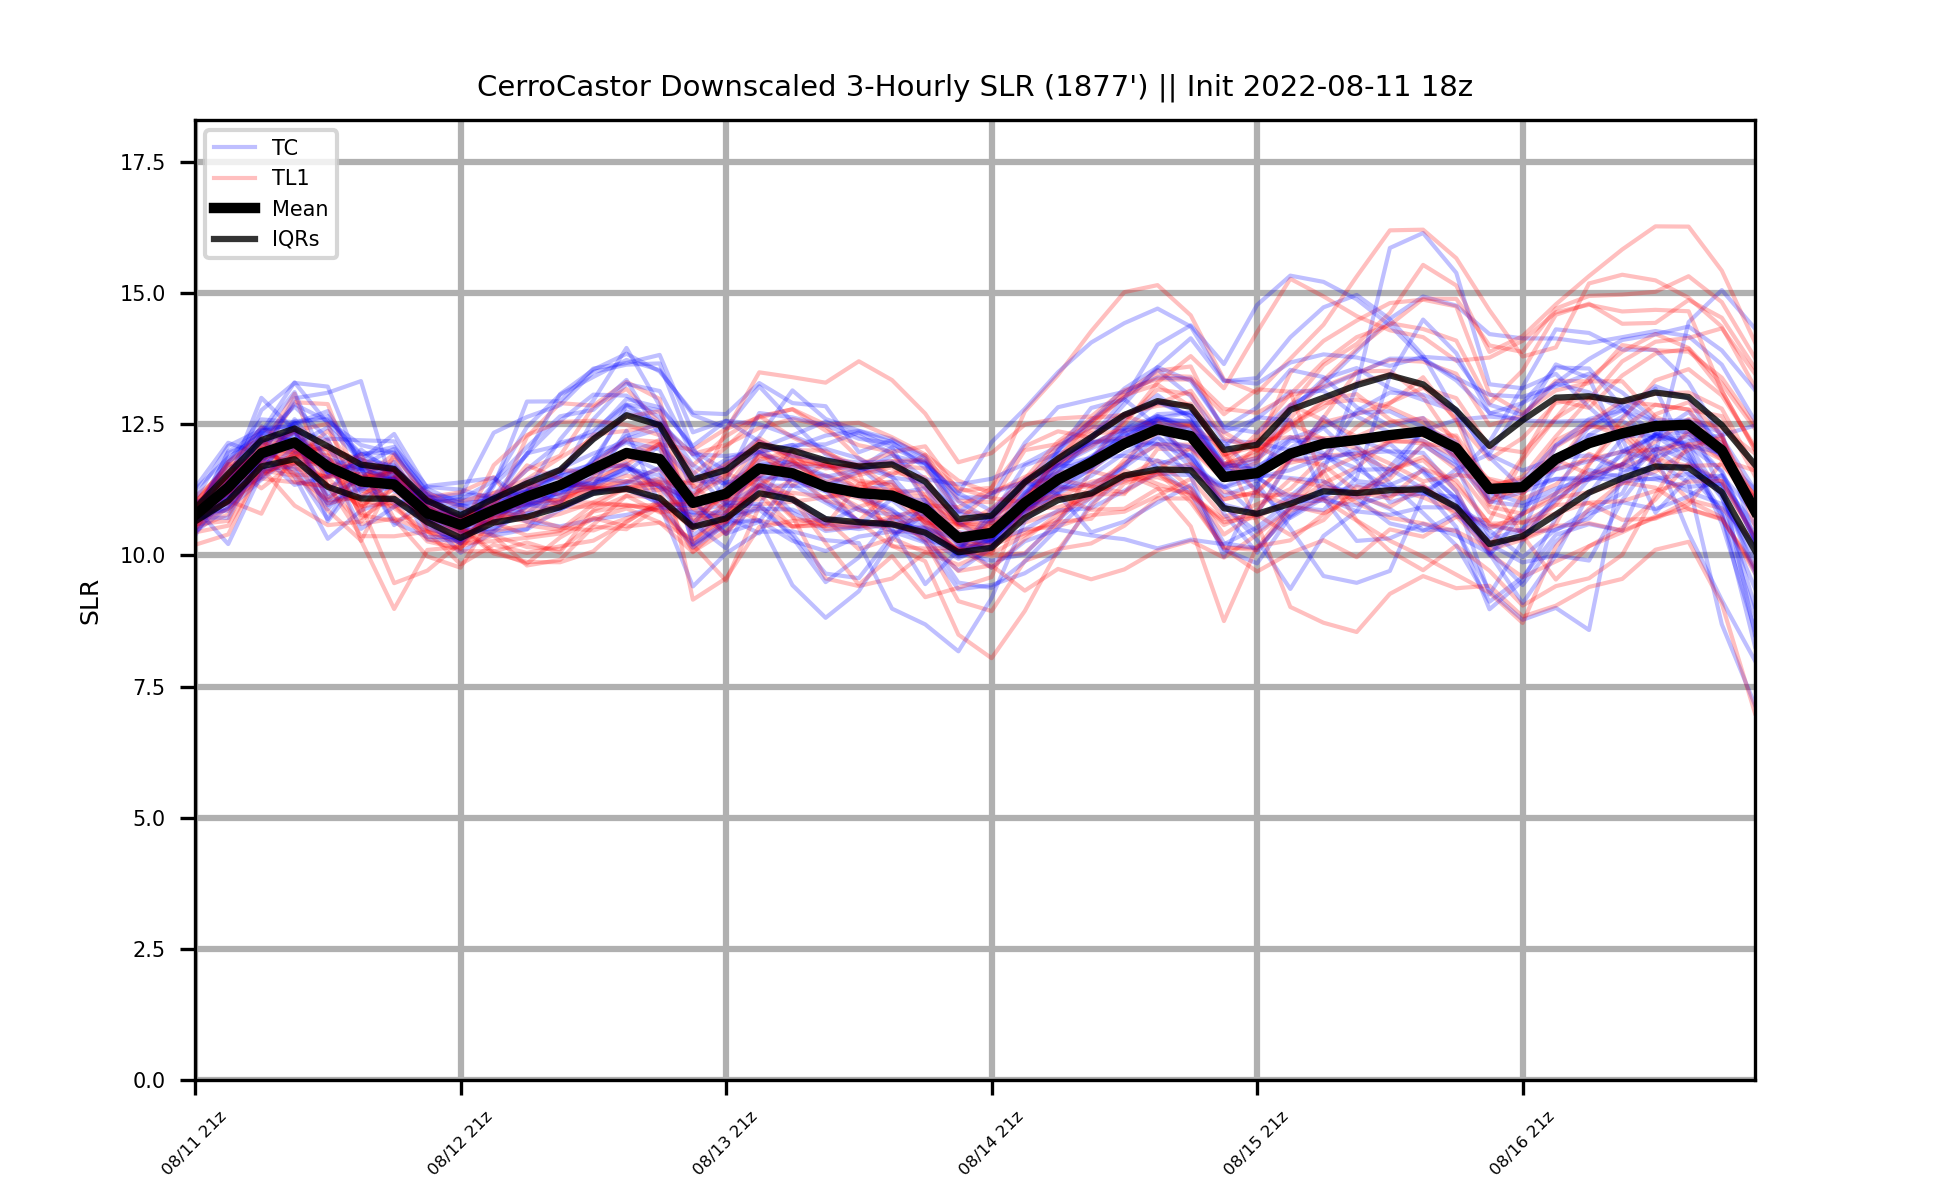 CerroCastor Downscaled 3-Hourly SLR (1877') || Init 2022-08-11 18z
TC
TL1
Mean
IQRs
17.5
15.0
12.5
10.0
7.5
5.0
2.5
0.0
SLR
08/11 21z
08/12 21z
08/13 21z
08/14 21z
08/15 21z
08/16 21z